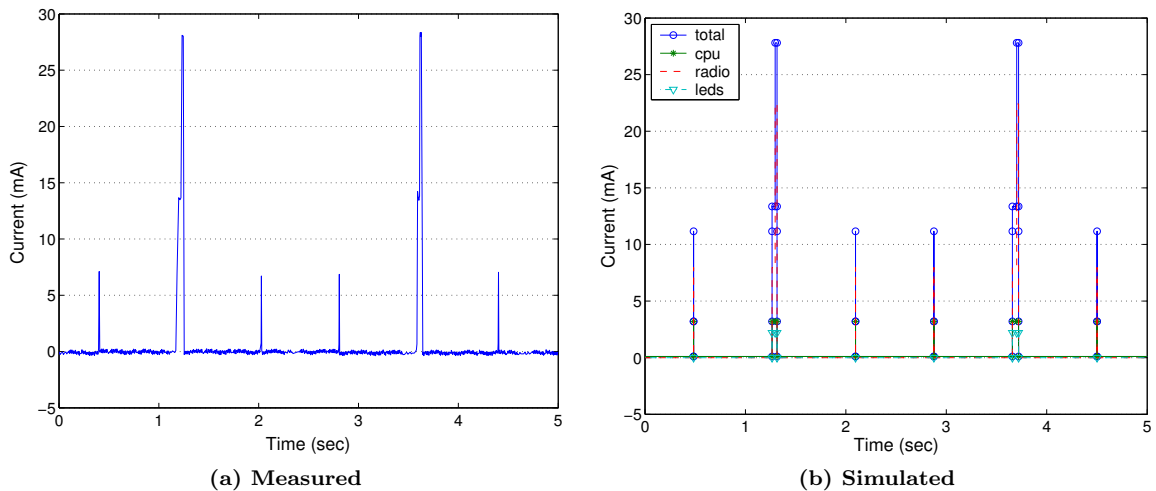 30
25
20
15
10
5
0
−5
Current (mA)
0 1 2 3 4 5
Time (sec)
(a) Measured
30
25
20
15
10
5
0
−5
Current (mA)
total
cpu
radio
leds
0 1 2 3 4 5
Time (sec)
(b) Simulated